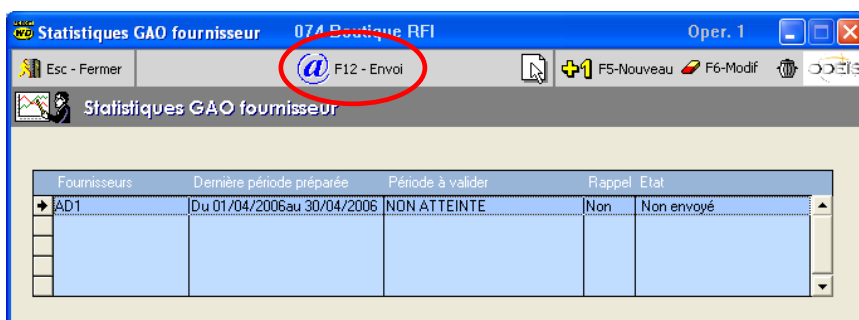 Statistiques GAO fournisseur 074 Boutique RFI Oper. 1
Esc - Fermer @ F12 - Envoi +1 F5-Nouveau F6-Modif
Statistiques GAO fournisseur
Fournisseurs Dernière période préparée Période à valider Rappel Etat
AD1 Du 01/04/2006au 30/04/2006 NON ATTEINTE Non Non envoyé